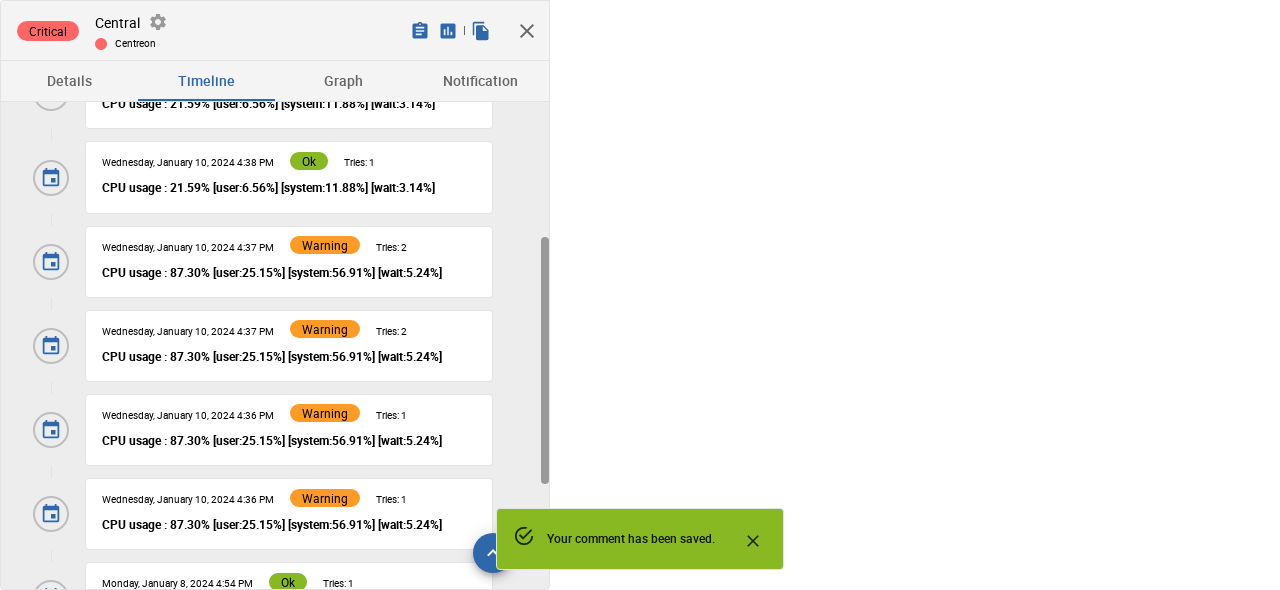 Critical
Central
Centreon
Details Timeline Graph Notification
CPU usage : 21.59% [user:6.56%] [system:11.88%] [wait:3.14%]
Wednesday, January 10, 2024 4:38 PM Ok Tries: 1
CPU usage : 21.59% [user:6.56%] [system:11.88%] [wait:3.14%]
Wednesday, January 10, 2024 4:37 PM Warning Tries: 2
CPU usage : 87.30% [user:25.15%] [system:56.91%] [wait:5.24%]
Wednesday, January 10, 2024 4:37 PM Warning Tries: 2
CPU usage : 87.30% [user:25.15%] [system:56.91%] [wait:5.24%]
Wednesday, January 10, 2024 4:36 PM Warning Tries: 1
CPU usage : 87.30% [user:25.15%] [system:56.91%] [wait:5.24%]
Wednesday, January 10, 2024 4:36 PM Warning Tries: 1
CPU usage : 87.30% [user:25.15%] [system:56.91%] [wait:5.24%]
Your comment has been saved.
Monday, January 8, 2024 4:54 PM Ok Tries: 1